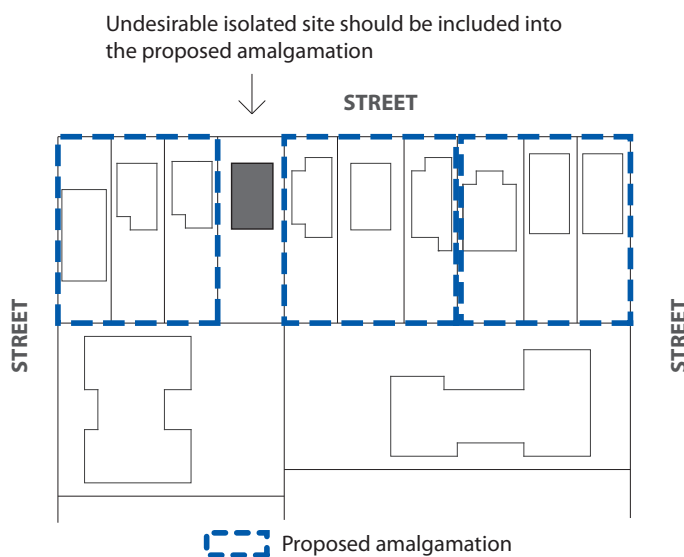 Undesirable isolated site should be included into
the proposed amalgamation
STREET
STREET
STREET
Proposed amalgamation